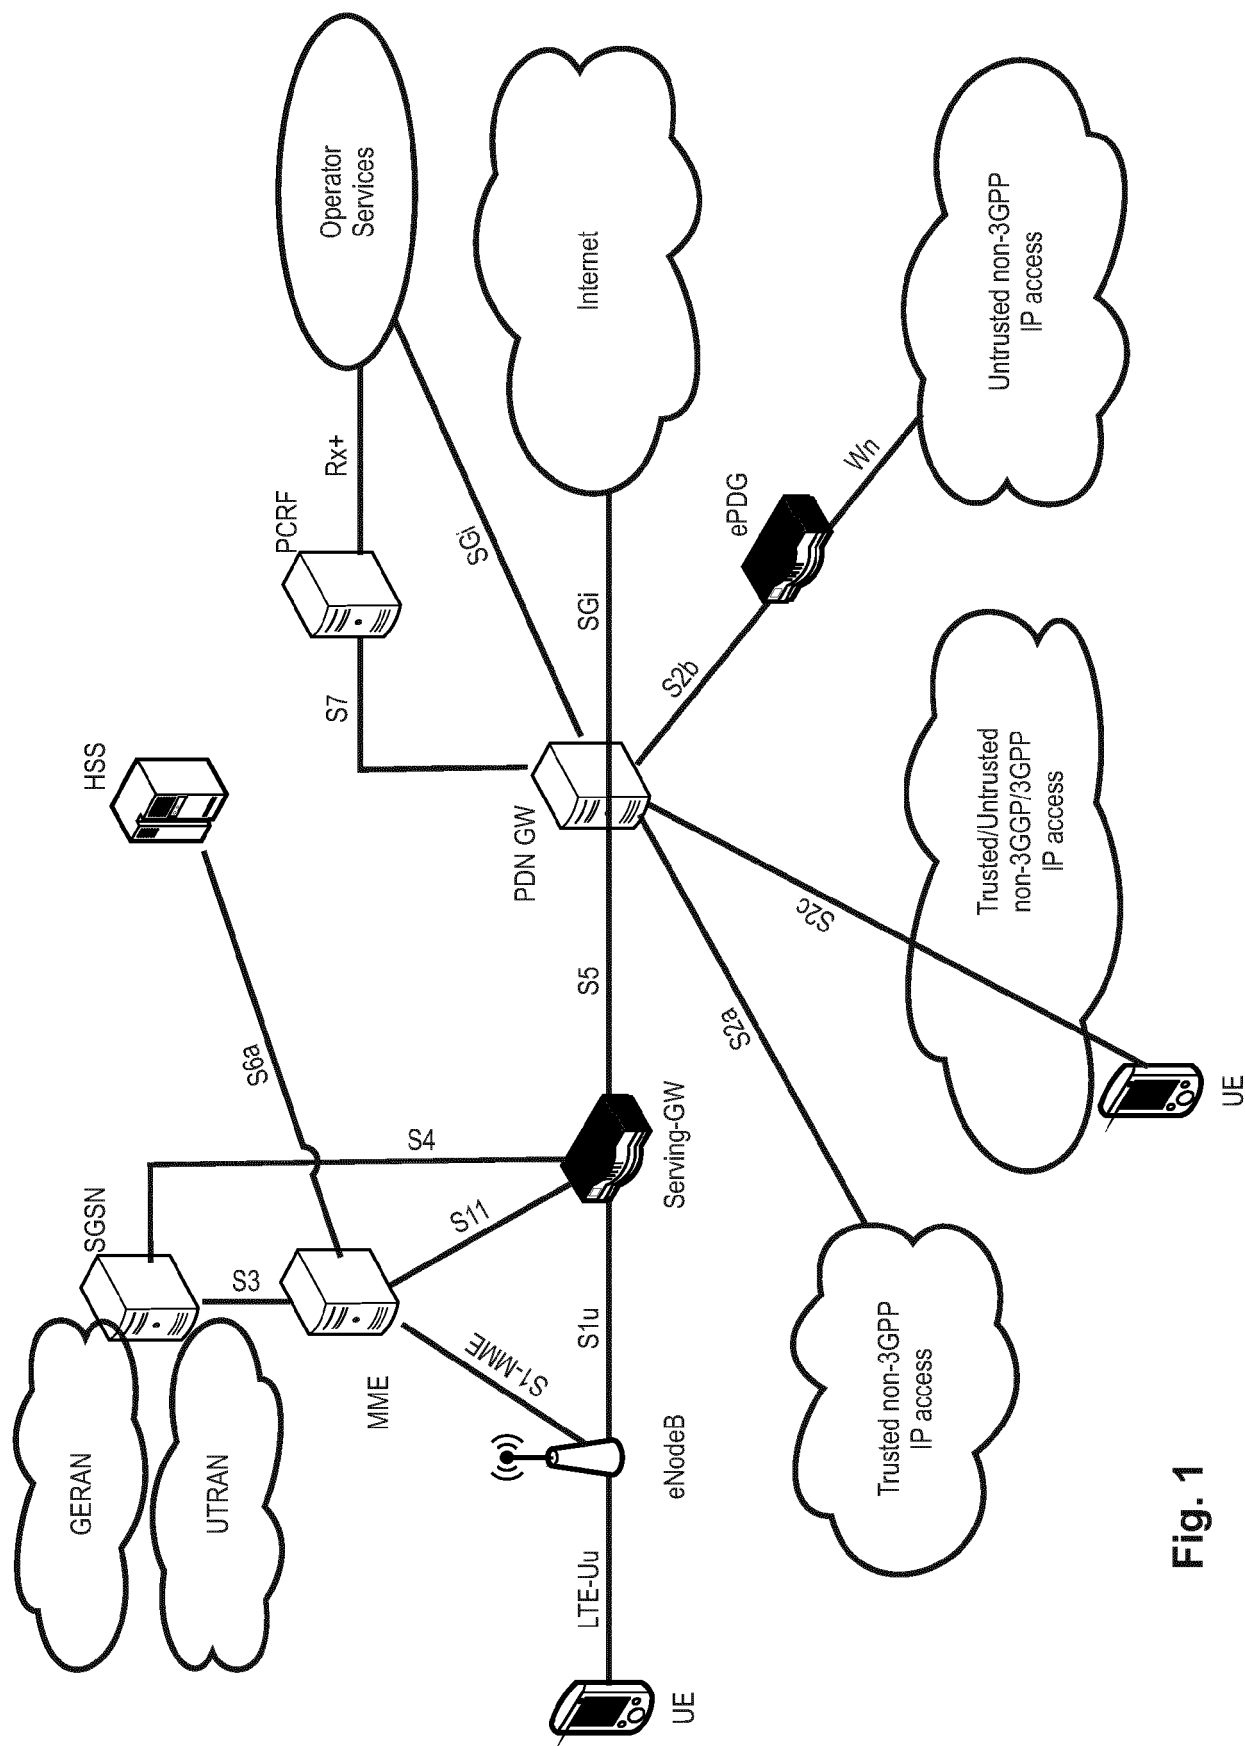 GERAN
UTRAN
SGSN
HSS
S3
S6a
S4
MME
S11
S1-MME
PCRF
S7
Rx+
Operator
Services
SGi
UE
LTE-Uu
eNodeB
S1u
Serving-GW
S5
PDN GW
SGi
Internet
S2a
S2c
S2b
ePDG
Wn
Trusted non-3GPP
IP access
Trusted/Untrusted
non-3GGP/3GPP
IP access
Untrusted non-3GPP
IP access
UE
Fig. 1